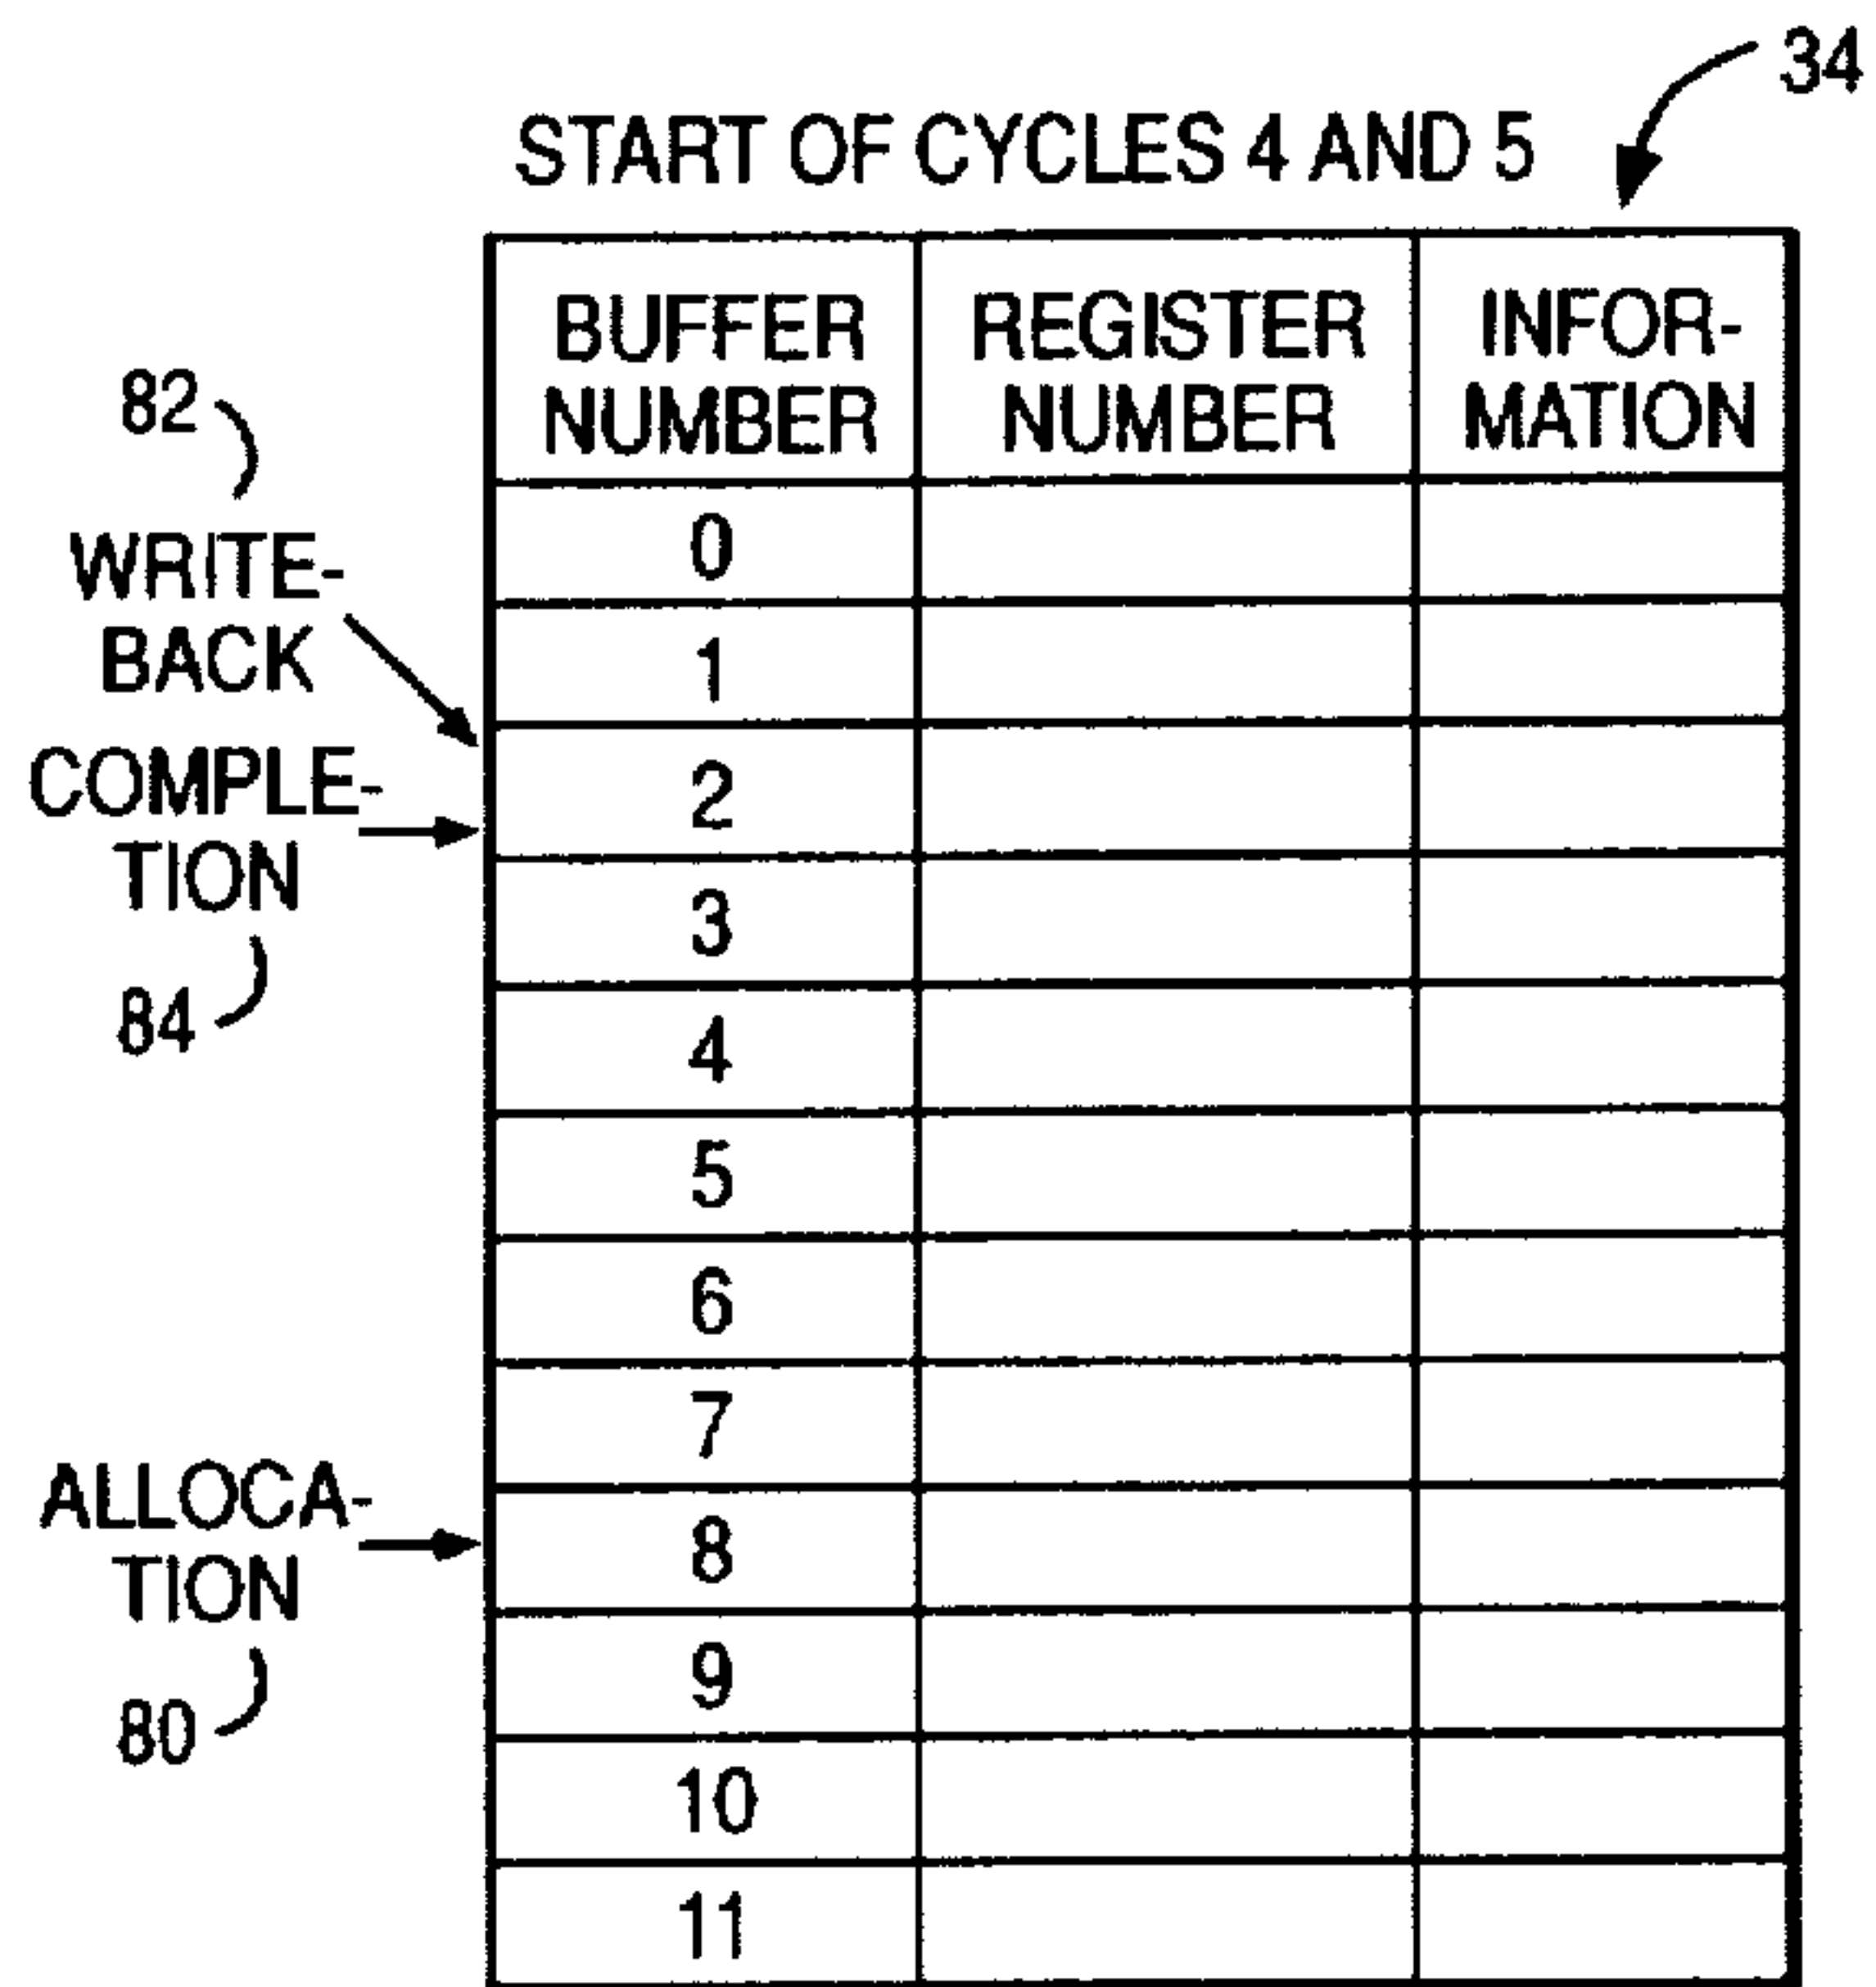 34
START OF CYCLES 4 AND 5
BUFFER NUMBER REGISTER NUMBER INFOR-MATION
82
WRITE-
BACK
COMPLE-
TION
84
ALLOCA-
TION
80
0
1
2
3
4
5
6
7
8
9
10
11